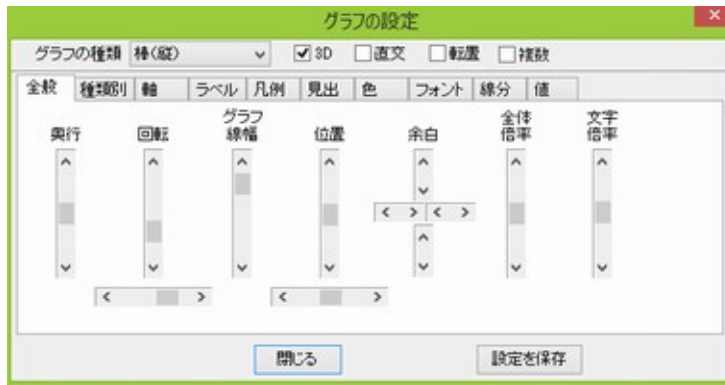 グラフの設定
グラフの種類 棒(縦) 3D 直交 転置 複数
全般 種類別 軸 ラベル 凡例 見出 色 フォント 線分 値
奥行 回転 グラフ線幅 位置 余白 全体倍率 文字倍率
閉じる 設定を保存